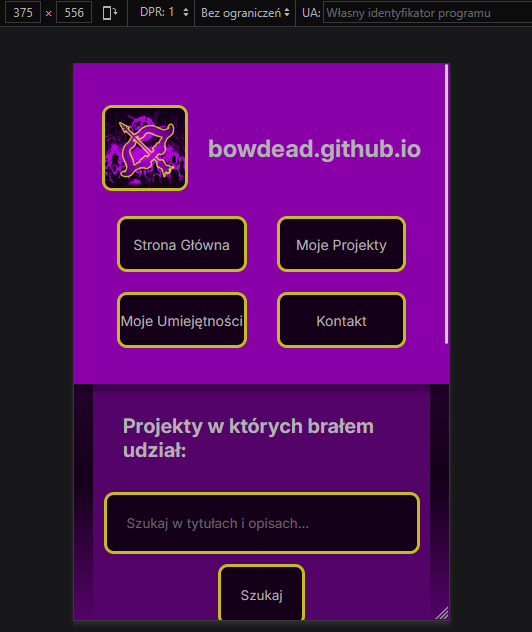 375 × 556 DPR: 1 Bez ograniczeń UA: Własny identyfikator programu
bowdead.github.io
Strona Główna Moje Projekty
Moje Umiejętności Kontakt
Projekty w których brałem
udział:
Szukaj w tytułach i opisach...
Szukaj